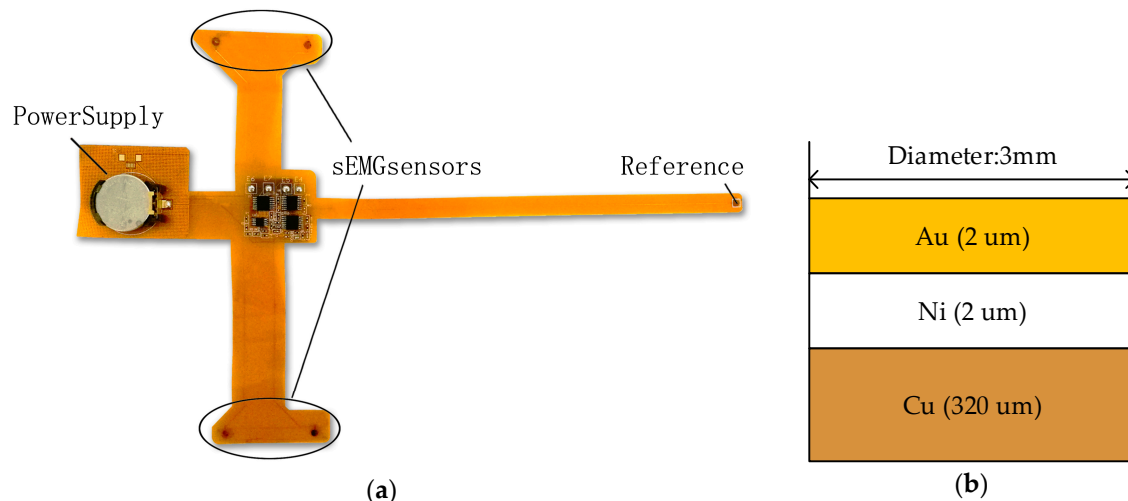 PowerSupply
sEMGsensors
Reference
(a)
Diameter:3mm
Au (2 um)
Ni (2 um)
Cu (320 um)
(b)